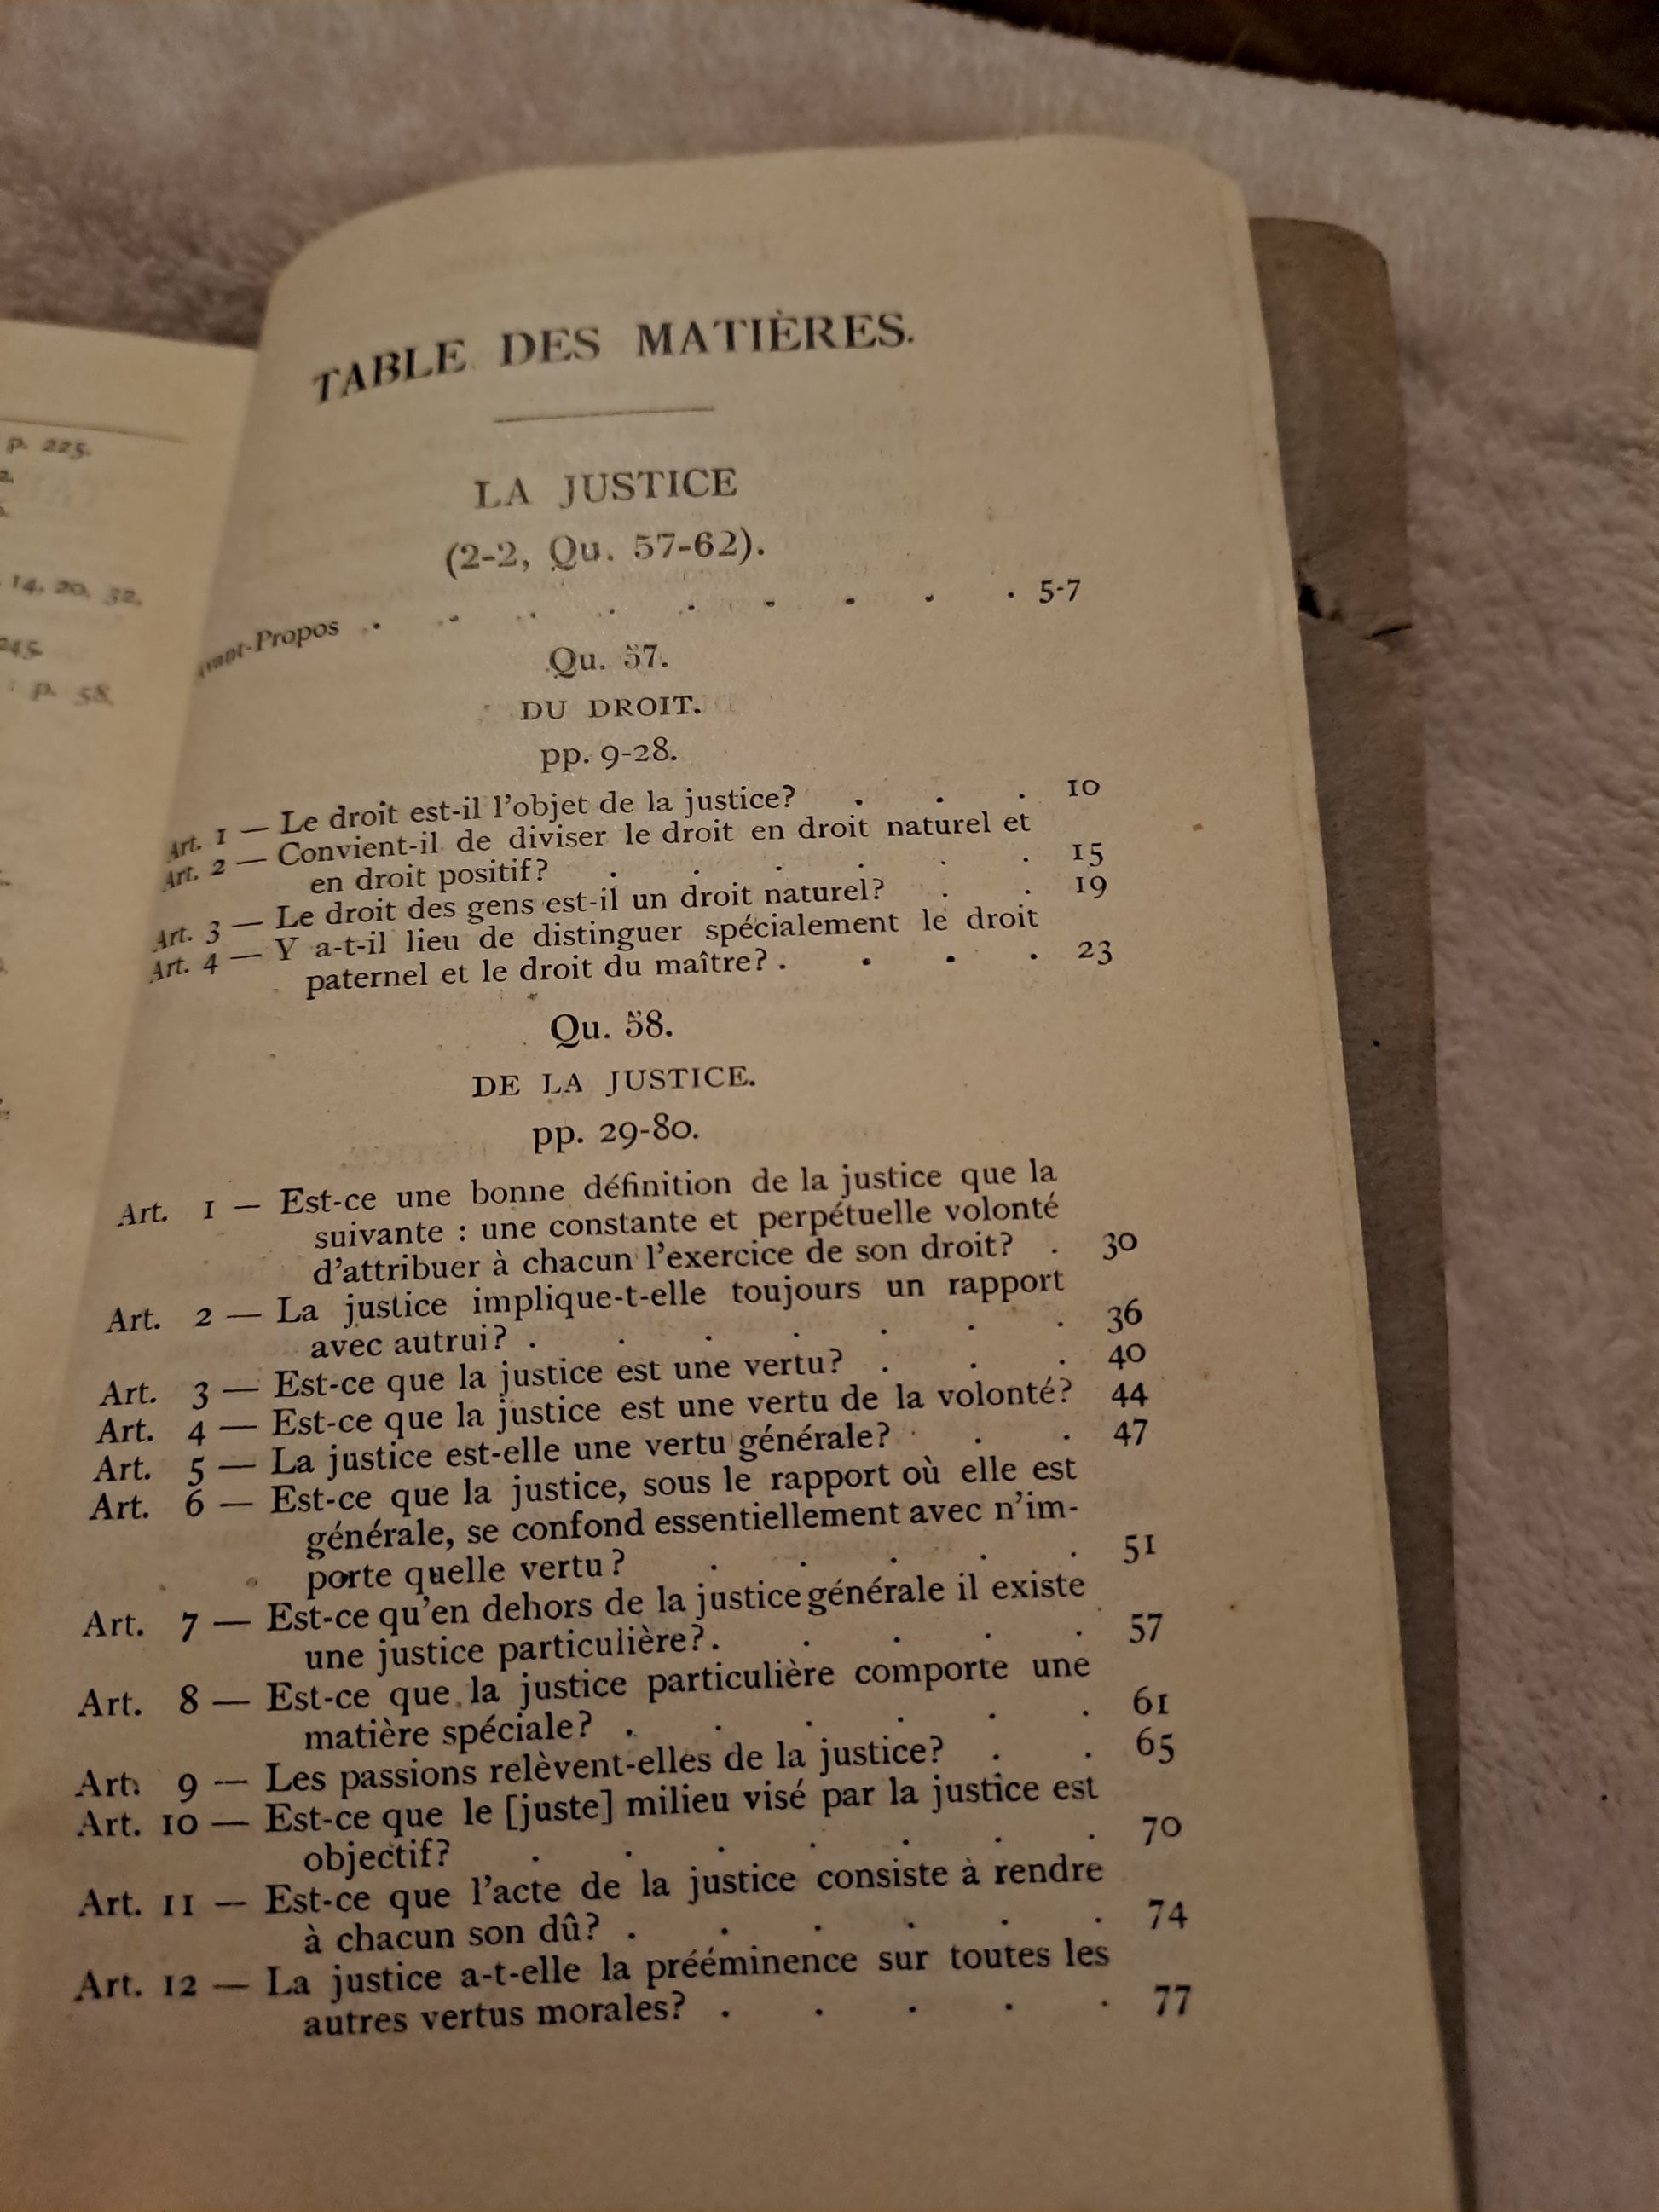 p. 225.
14, 20, 32,
245.
: p. 58.
TABLE DES MATIÈRES.
LA JUSTICE
(2-2, Qu. 57-62).
Avant-Propos . . . . . . . . . 5-7
Qu. 57.
DU DROIT.
pp. 9-28.
Art. 1 — Le droit est-il l'objet de la justice? . . . 10
Art. 2 — Convient-il de diviser le droit en droit naturel et
en droit positif? . . . . . . 15
Art. 3 — Le droit des gens est-il un droit naturel? . . 19
Art. 4 — Y a-t-il lieu de distinguer spécialement le droit
paternel et le droit du maître? . . . . 23
Qu. 58.
DE LA JUSTICE.
pp. 29-80.
Art. 1 — Est-ce une bonne définition de la justice que la
suivante : une constante et perpétuelle volonté
d'attribuer à chacun l'exercice de son droit? . 30
Art. 2 — La justice implique-t-elle toujours un rapport
avec autrui? . . . . . . . 36
Art. 3 — Est-ce que la justice est une vertu? . . . 40
Art. 4 — Est-ce que la justice est une vertu de la volonté? 44
Art. 5 — La justice est-elle une vertu générale? . . . 47
Art. 6 — Est-ce que la justice, sous le rapport où elle est
générale, se confond essentiellement avec n'im-
porte quelle vertu ? . . . . . 51
Art. 7 — Est-ce qu'en dehors de la justice générale il existe
une justice particulière? . . . . . 57
Art. 8 — Est-ce que la justice particulière comporte une
matière spéciale? . . . . . . 61
Art. 9 — Les passions relèvent-elles de la justice? . . 65
Art. 10 — Est-ce que le [juste] milieu visé par la justice est
objectif? . . . . . . . 70
Art. 11 — Est-ce que l'acte de la justice consiste à rendre
à chacun son dû? . . . . . . 74
Art. 12 — La justice a-t-elle la prééminence sur toutes les
autres vertus morales? . . . . . 77